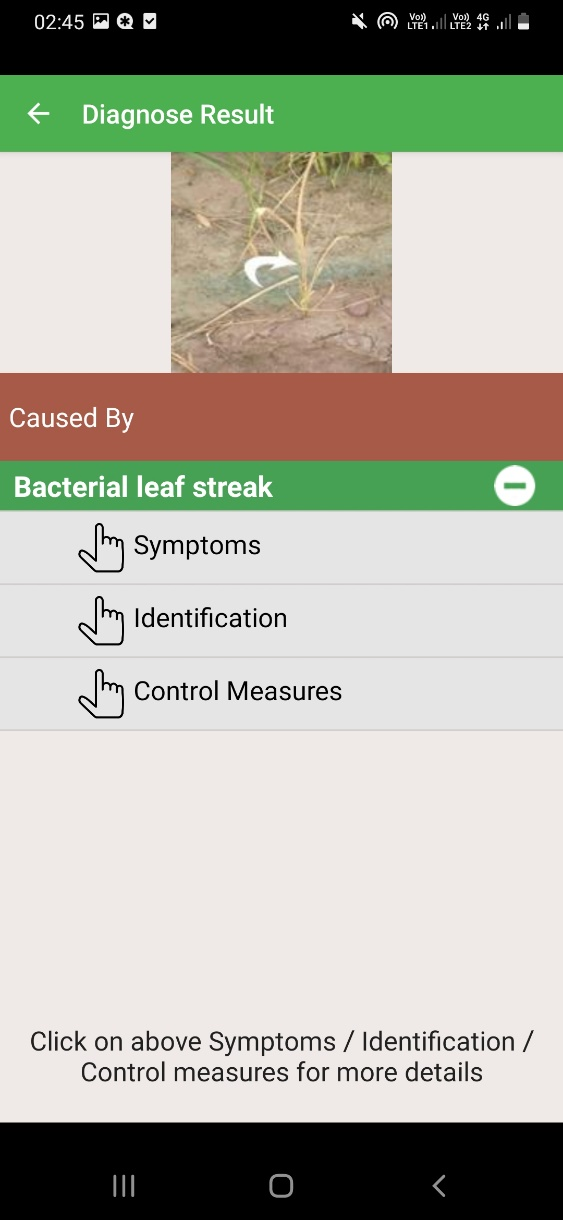 02:45
Vo)
LTE1
Vo)
LTE2
4G
Diagnose Result
Caused By
Bacterial leaf streak
Symptoms
Identification
Control Measures
Click on above Symptoms / Identification /
Control measures for more details